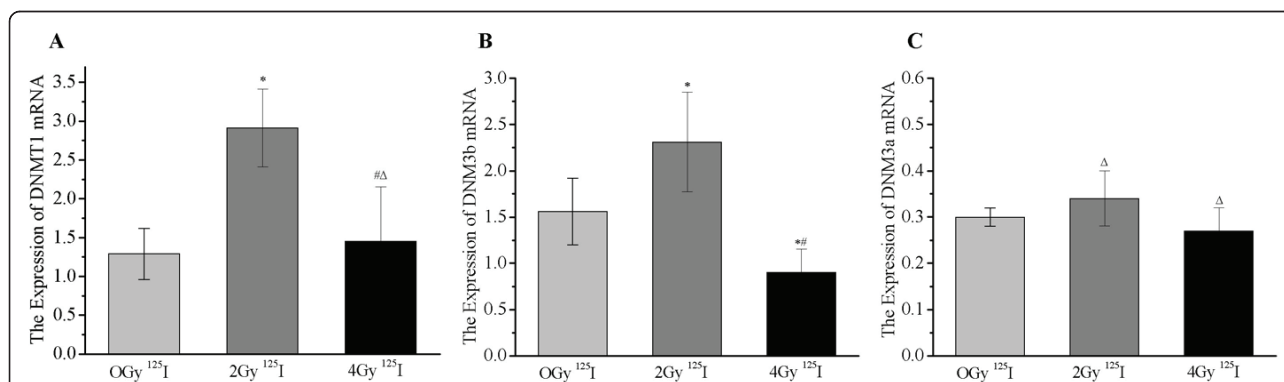 A
The Expression of DNMT1 mRNA
3.5
3.0
2.5
2.0
1.5
1.0
0.5
0.0
*
#Δ
OGy ¹²⁵I
2Gy ¹²⁵I
4Gy ¹²⁵I
B
The Expression of DNM3b mRNA
3.0
2.5
2.0
1.5
1.0
0.5
0.0
*
*#
OGy ¹²⁵I
2Gy ¹²⁵I
4Gy ¹²⁵I
C
The Expression of DNM3a mRNA
0.6
0.5
0.4
0.3
0.2
0.1
0.0
Δ
Δ
OGy ¹²⁵I
2Gy ¹²⁵I
4Gy ¹²⁵I